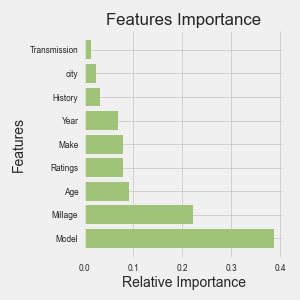 Features Importance
Transmission
city
History
Year
Make
Ratings
Age
Millage
Model
Features
0.0 0.1 0.2 0.3 0.4
Relative Importance